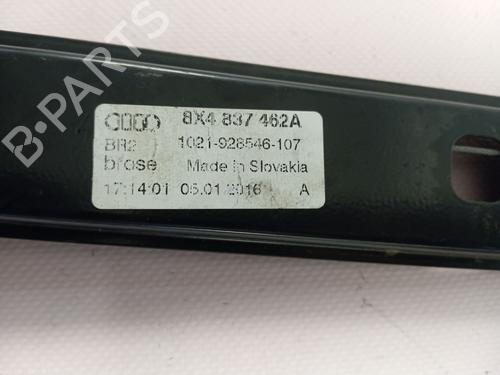 8X4 837 462A
BR2 1021-928546-107
brose Made in Slovakia
17:14:01 05.01.2016 A
B-PARTS